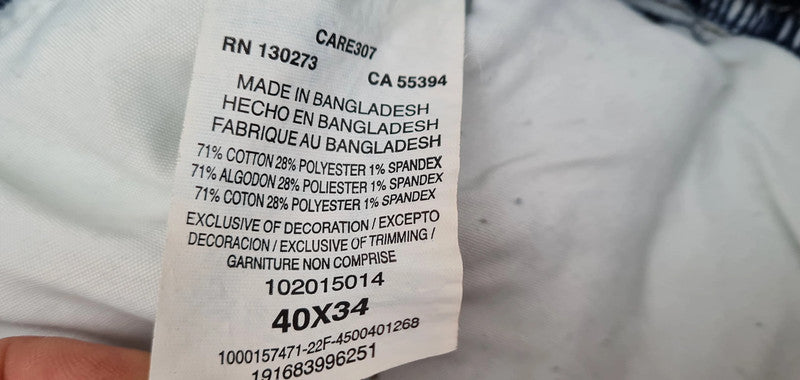 CARE307
RN 130273
CA 55394
MADE IN BANGLADESH
HECHO EN BANGLADESH
FABRIQUE AU BANGLADESH
71% COTTON 28% POLYESTER 1% SPANDEX
71% ALGODON 28% POLIESTER 1% SPANDEX
71% COTON 28% POLYESTER 1% SPANDEX
EXCLUSIVE OF DECORATION / EXCEPTO
DECORACION / EXCLUSIVE OF TRIMMING /
GARNITURE NON COMPRISE
102015014
40X34
1000157471-22F-4500401268
191683996251